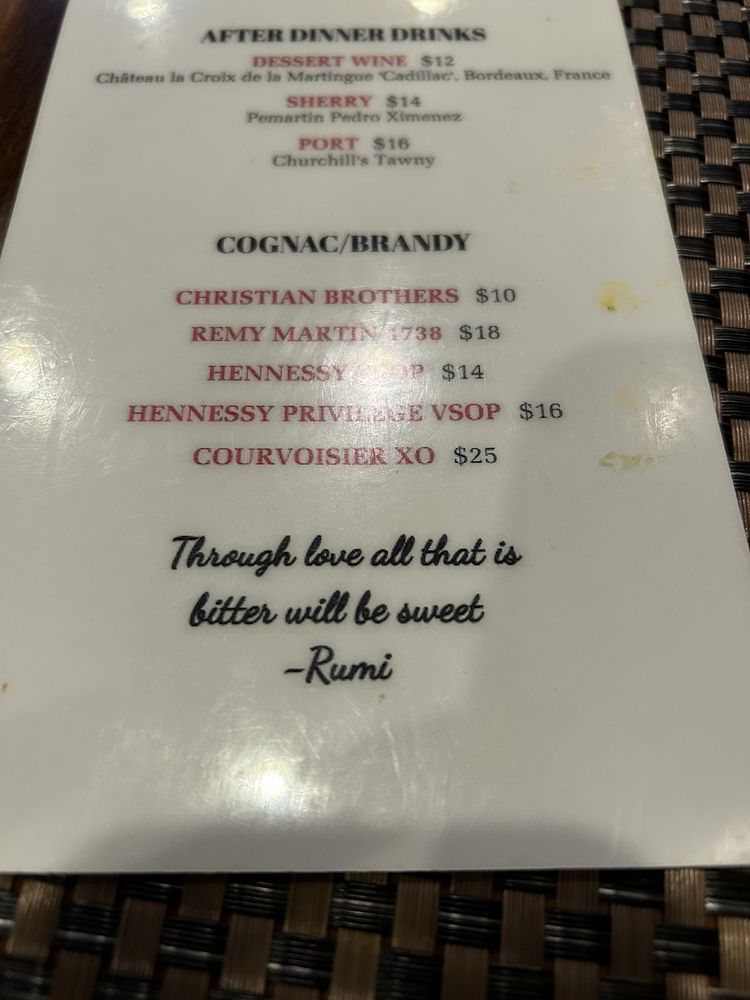 AFTER DINNER DRINKS
DESSERT WINE $12
Château la Croix de la Martingue 'Cadillac', Bordeaux, France
SHERRY $14
Pemartin Pedro Ximenez
PORT $16
Churchill's Tawny
COGNAC/BRANDY
CHRISTIAN BROTHERS $10
REMY MARTIN 1738 $18
HENNESSY $14
HENNESSY PRIVILEGE VSOP $16
COURVOISIER XO $25
Through love all that is
bitter will be sweet
-Rumi